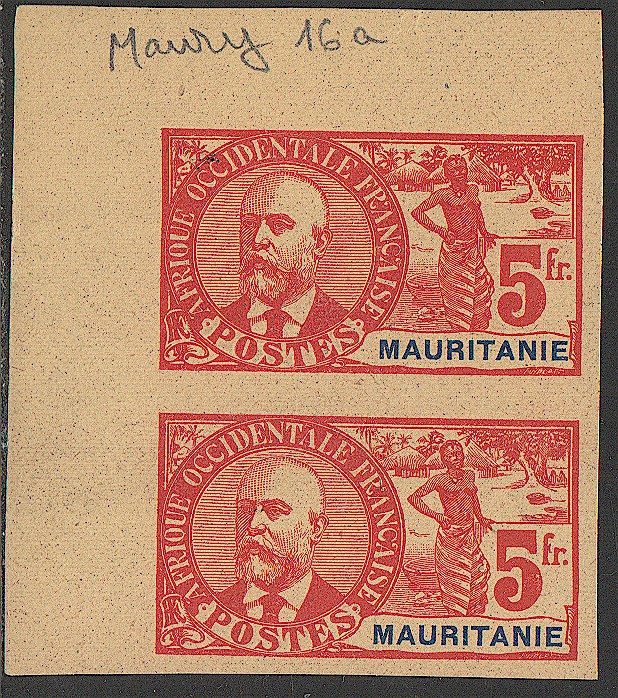 Maury 16a
AFRIQUE OCCIDENTALE FRANÇAISE
POSTES
5 fr.
MAURITANIE
AFRIQUE OCCIDENTALE FRANÇAISE
POSTES
5 fr.
MAURITANIE